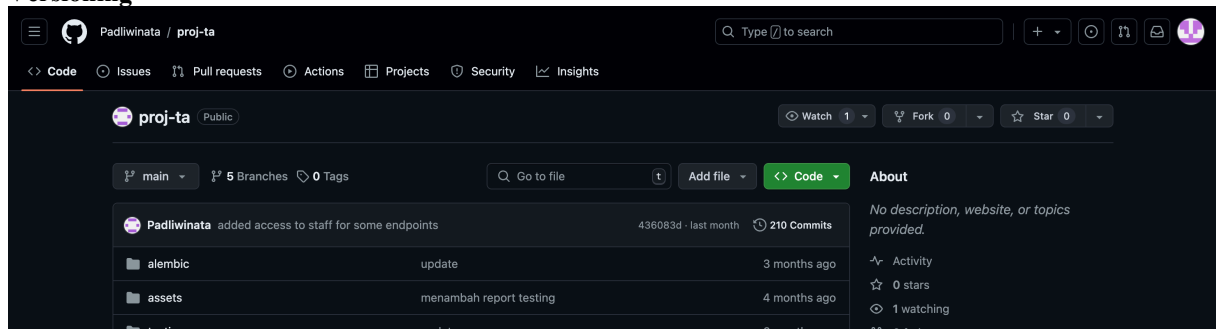 Padliwinata / proj-ta
Type / to search
<> Code Issues Pull requests Actions Projects Security Insights
proj-ta Public
Watch 1 Fork 0 Star 0
main 5 Branches 0 Tags Go to file t Add file <> Code About
No description, website, or topics
provided.
Padliwinata added access to staff for some endpoints 436083d · last month 210 Commits
Activity
alembic update 3 months ago
0 stars
assets menambah report testing 4 months ago
1 watching